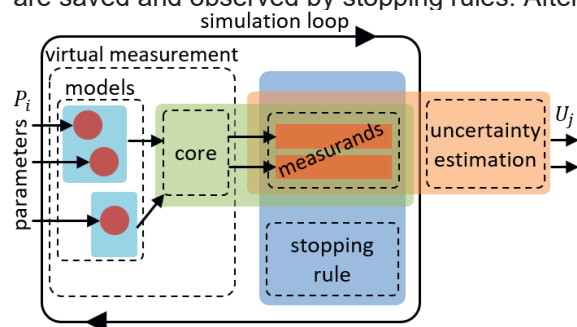 are saved and observed by stopping rules. After
simulation loop
virtual measurement
models
P_i
parameters
core
measurands
uncertainty
estimation
U_j
stopping
rule